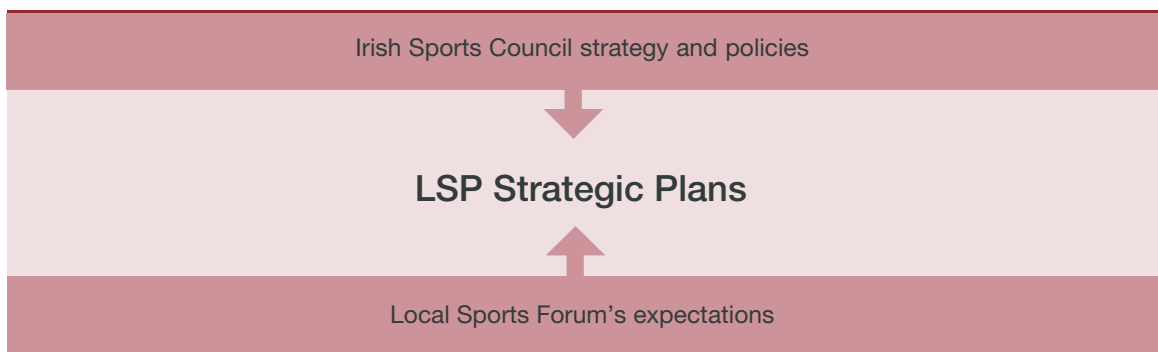 Irish Sports Council strategy and policies
LSP Strategic Plans
Local Sports Forum’s expectations